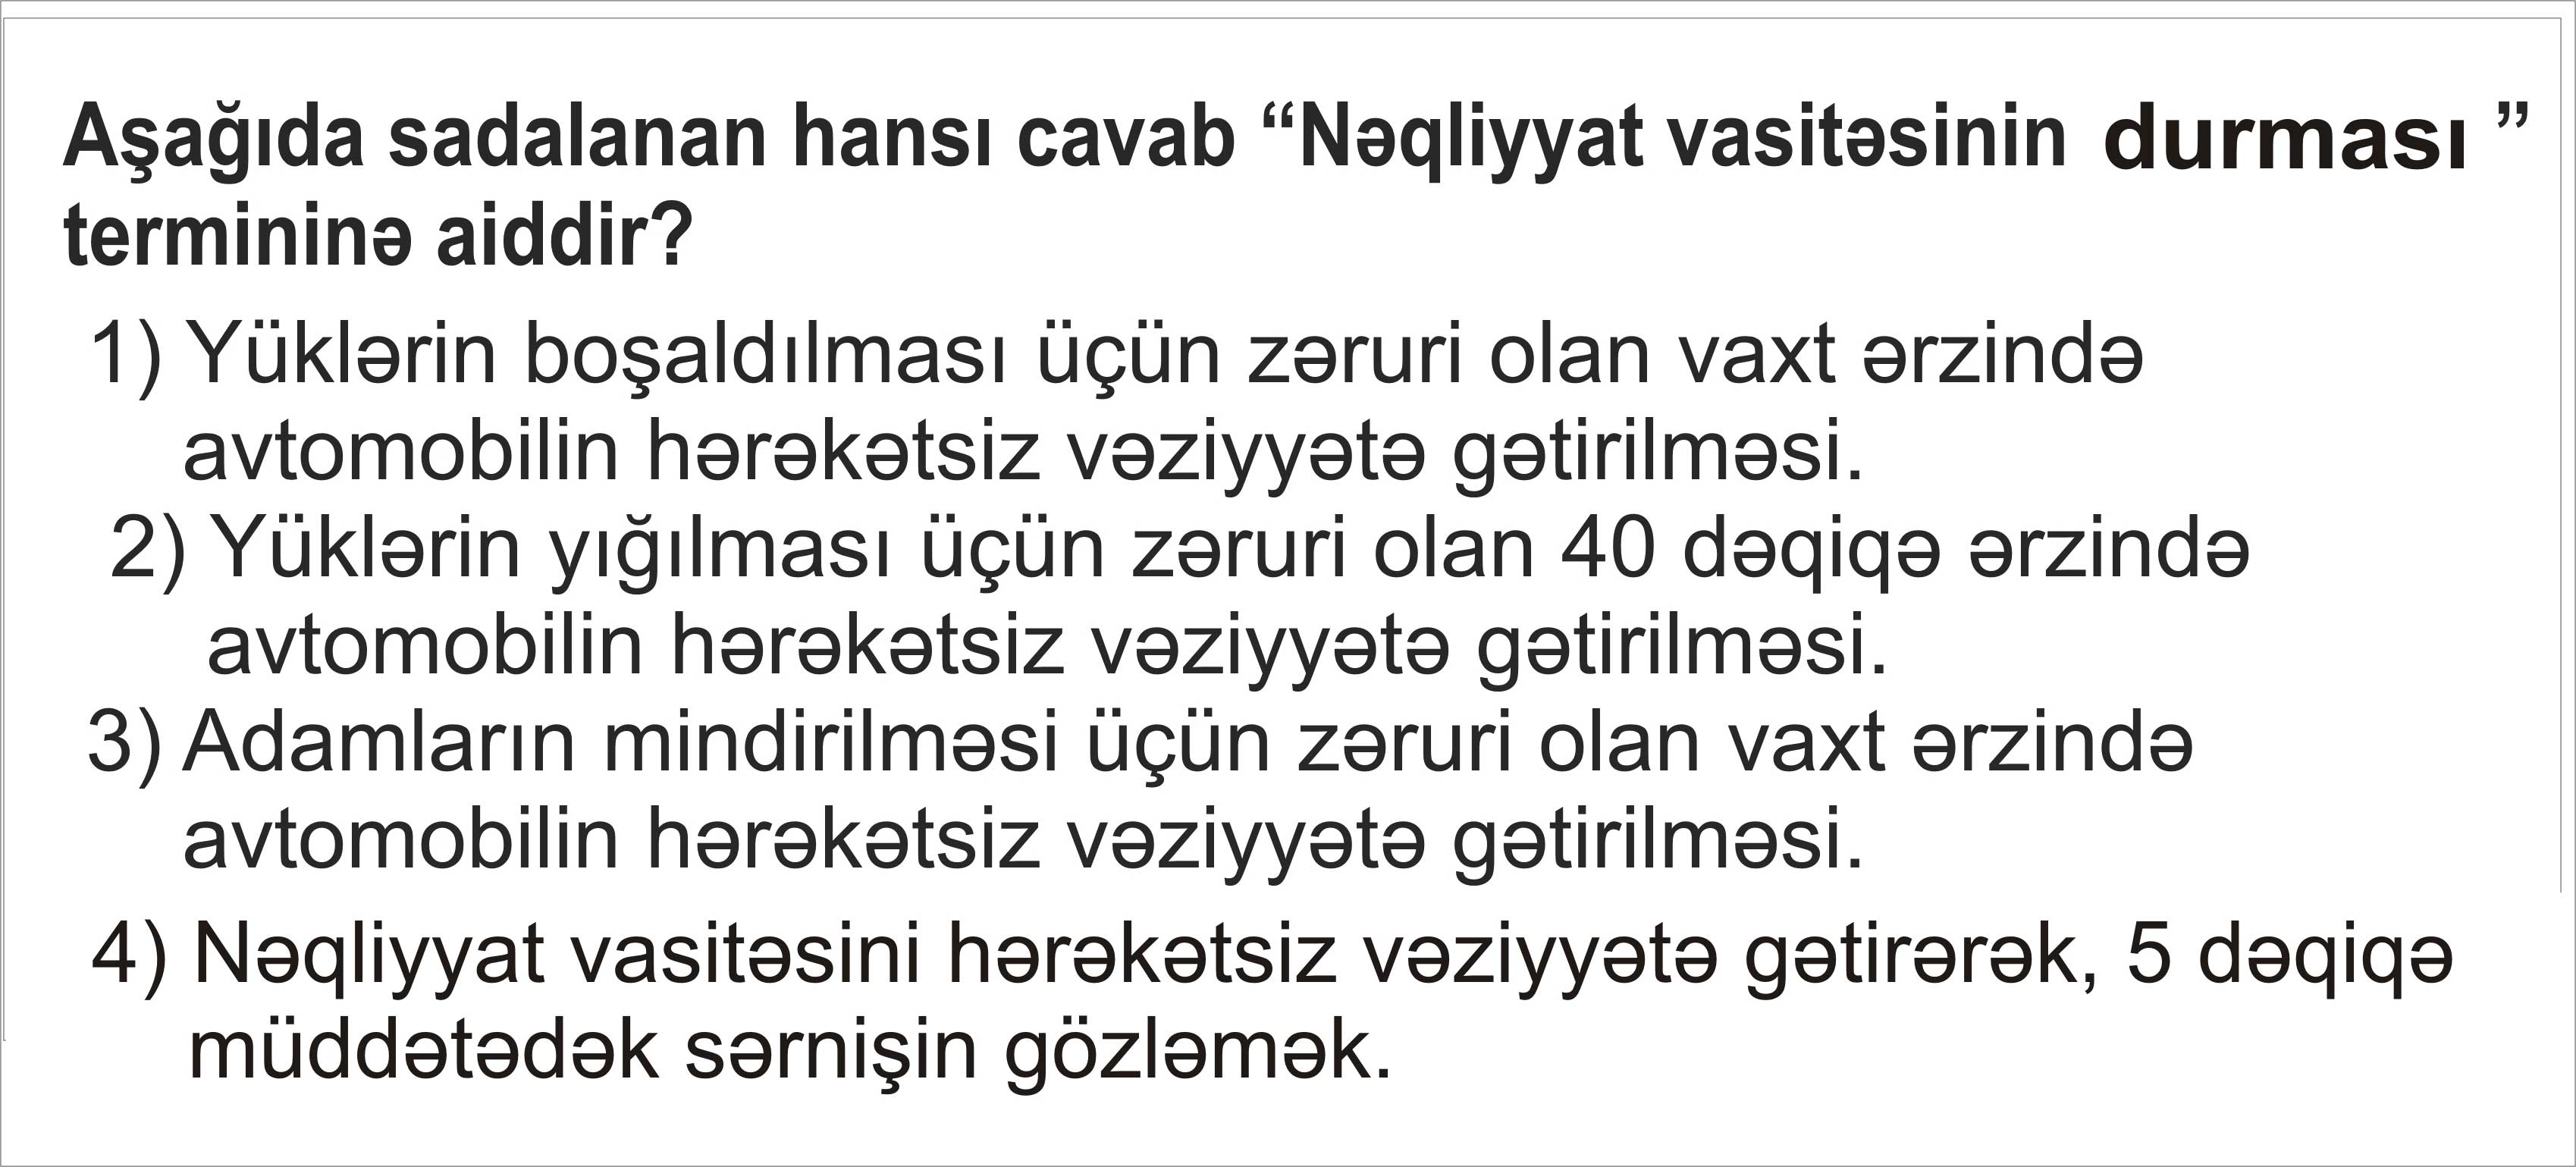 Aşağıda sadalanan hansı cavab “Nəqliyyat vasitəsinin durması ”
termininə aiddir?
1) Yüklərin boşaldılması üçün zəruri olan vaxt ərzində
avtomobilin hərəkətsiz vəziyyətə gətirilməsi.
2) Yüklərin yığılması üçün zəruri olan 40 dəqiqə ərzində
avtomobilin hərəkətsiz vəziyyətə gətirilməsi.
3) Adamların mindirilməsi üçün zəruri olan vaxt ərzində
avtomobilin hərəkətsiz vəziyyətə gətirilməsi.
4) Nəqliyyat vasitəsini hərəkətsiz vəziyyətə gətirərək, 5 dəqiqə
müddətədək sərnişin gözləmək.